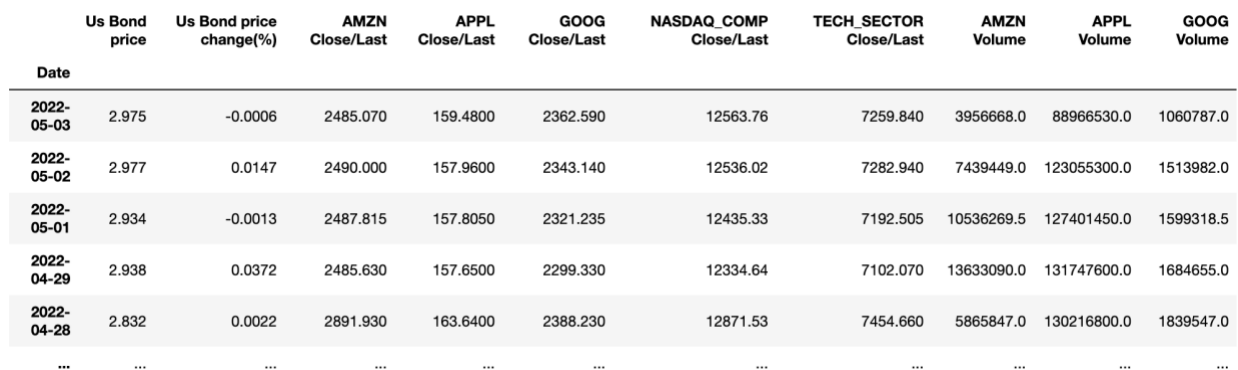 Us Bond price Us Bond price change(%) AMZN Close/Last APPL Close/Last GOOG Close/Last NASDAQ_COMP Close/Last TECH_SECTOR Close/Last AMZN Volume APPL Volume GOOG Volume
Date
2022-05-03 2.975 -0.0006 2485.070 159.4800 2362.590 12563.76 7259.840 3956668.0 88966530.0 1060787.0
2022-05-02 2.977 0.0147 2490.000 157.9600 2343.140 12536.02 7282.940 7439449.0 123055300.0 1513982.0
2022-05-01 2.934 -0.0013 2487.815 157.8050 2321.235 12435.33 7192.505 10536269.5 127401450.0 1599318.5
2022-04-29 2.938 0.0372 2485.630 157.6500 2299.330 12334.64 7102.070 13633090.0 131747600.0 1684655.0
2022-04-28 2.832 0.0022 2891.930 163.6400 2388.230 12871.53 7454.660 5865847.0 130216800.0 1839547.0
... ... ... ... ... ... ... ... ... ... ...